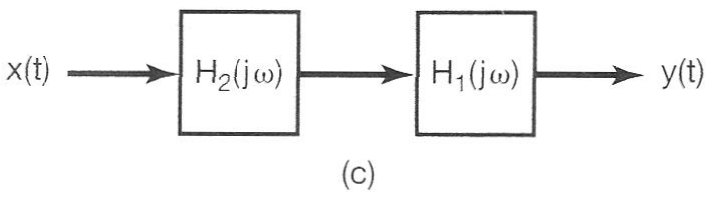 x(t) H₂(jω) H₁(jω) y(t)
(c)